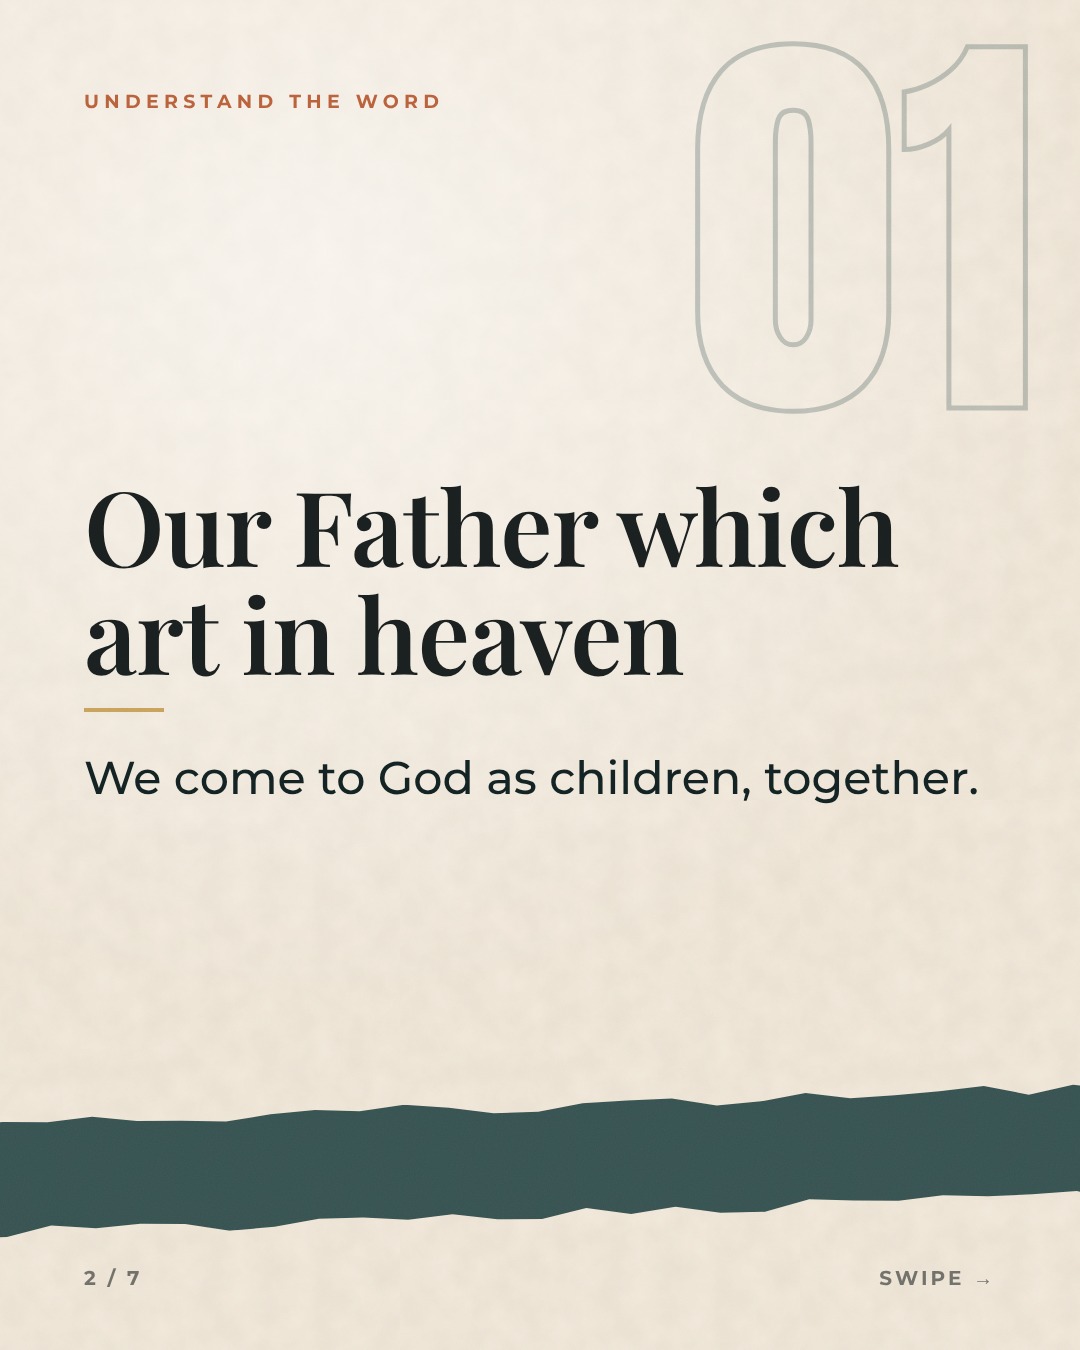 UNDERSTAND THE WORD
01
Our Father which
art in heaven
We come to God as children, together.
2 / 7
SWIPE →